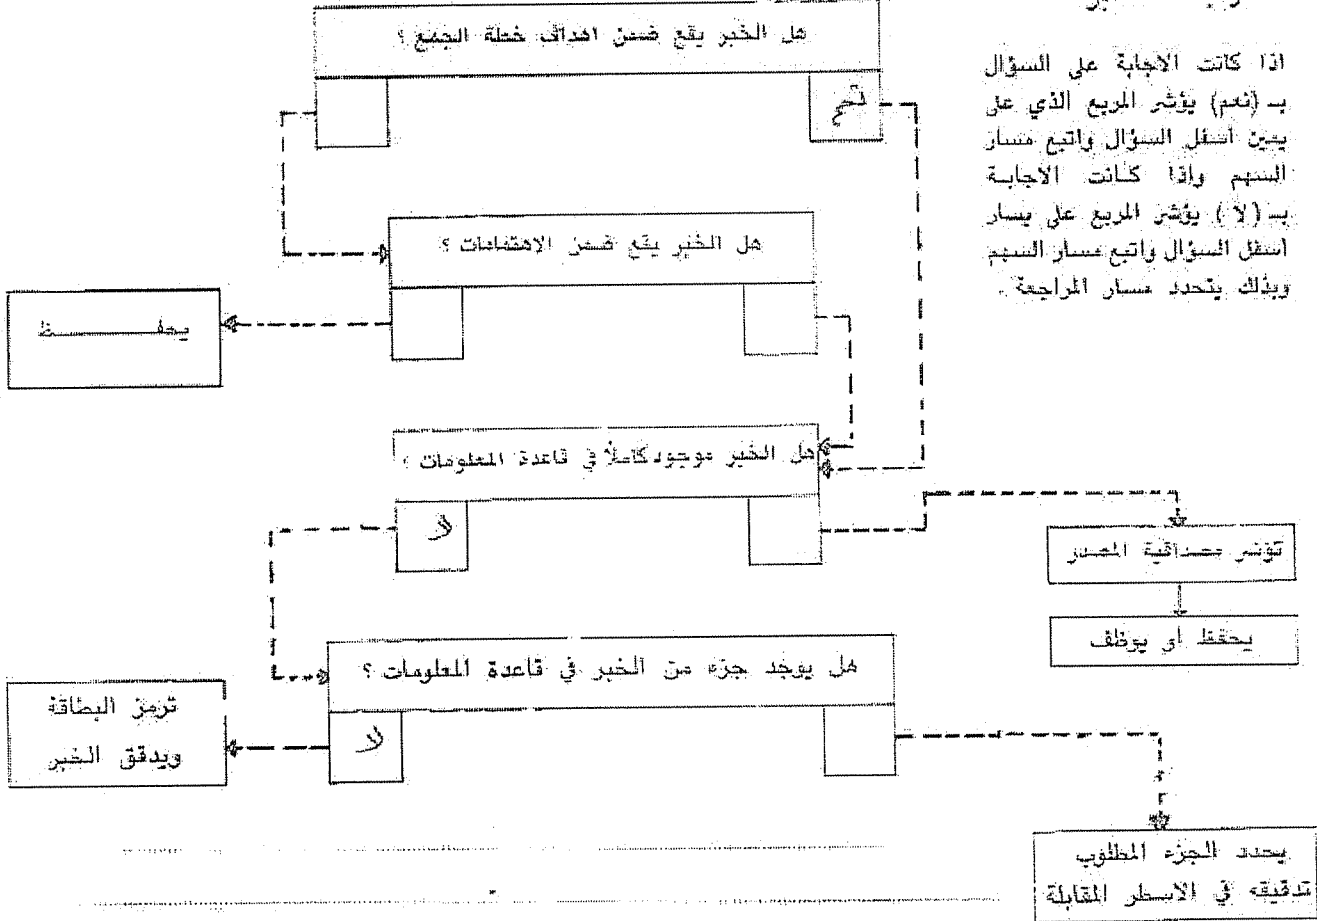 هل الخبر يقع ضمن اهداف خطة الجمع ؟
نعم
اذا كانت الاجابة على السؤال
بـ (نعم) يؤشر المربع الذي على
يمين اسفل السؤال واتبع مسار
السهم واذا كانت الاجابة
بـ (لا) يؤشر المربع على يسار
اسفل السؤال واتبع مسار السهم
وبذلك يتحدد مسار المراجعة .
هل الخبر يقع ضمن الاهتمامات ؟
يحفـــــــظ
هل الخبر موجود كاملاً في قاعدة المعلومات ؟
لا
تؤشر مصداقية المصدر
يحفظ او يوظف
هل يوجد جزء من الخبر في قاعدة المعلومات ؟
لا
ترمز البطاقة
ويدقق الخبر
يحدد الجزء المطلوب
تدقيقه في الاسطر المقابلة